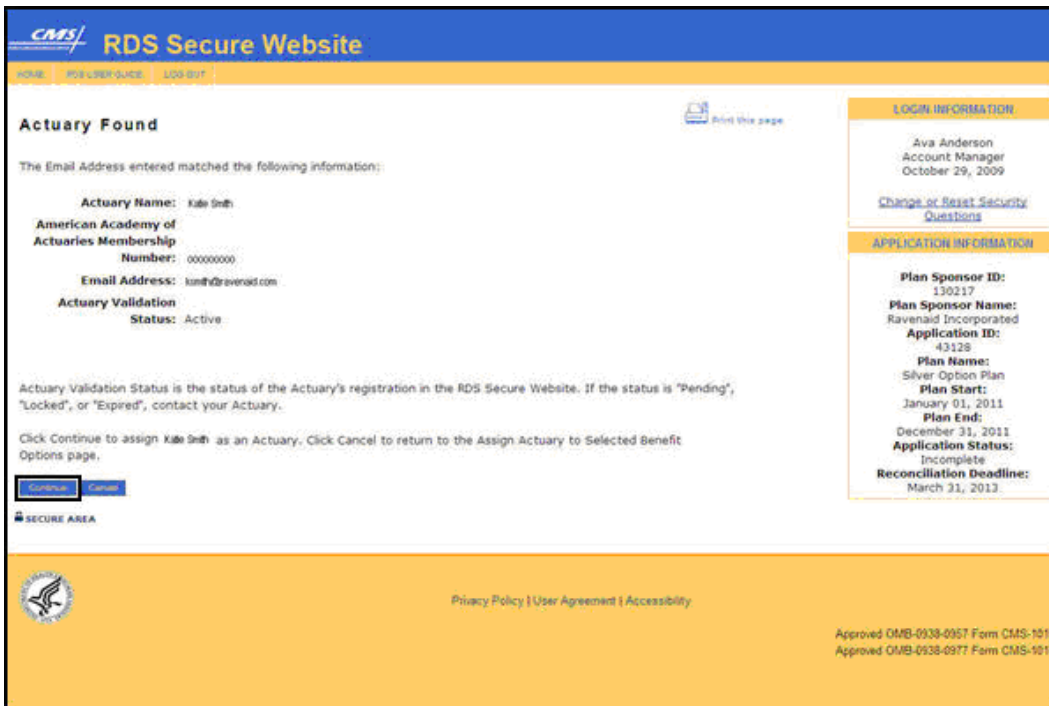 CMS/ RDS Secure Website
HOME RDS USER GUIDE LOG OUT
Actuary Found
Print this page
The Email Address entered matched the following information:
Actuary Name: Katie Smith
American Academy of
Actuaries Membership
Number: 000000000
Email Address: ksmith@ravenaid.com
Actuary Validation
Status: Active
Actuary Validation Status is the status of the Actuary's registration in the RDS Secure Website. If the status is "Pending",
"Locked", or "Expired", contact your Actuary.
Click Continue to assign Katie Smith as an Actuary. Click Cancel to return to the Assign Actuary to Selected Benefit
Options page.
Continue Cancel
SECURE AREA
LOGIN INFORMATION
Ava Anderson
Account Manager
October 29, 2009
Change or Reset Security
Questions
APPLICATION INFORMATION
Plan Sponsor ID:
130217
Plan Sponsor Name:
Ravenaid Incorporated
Application ID:
43128
Plan Name:
Silver Option Plan
Plan Start:
January 01, 2011
Plan End:
December 31, 2011
Application Status:
Incomplete
Reconciliation Deadline:
March 31, 2013
Privacy Policy | User Agreement | Accessibility
Approved OMB-0938-0957 Form CMS-101
Approved OMB-0938-0977 Form CMS-101